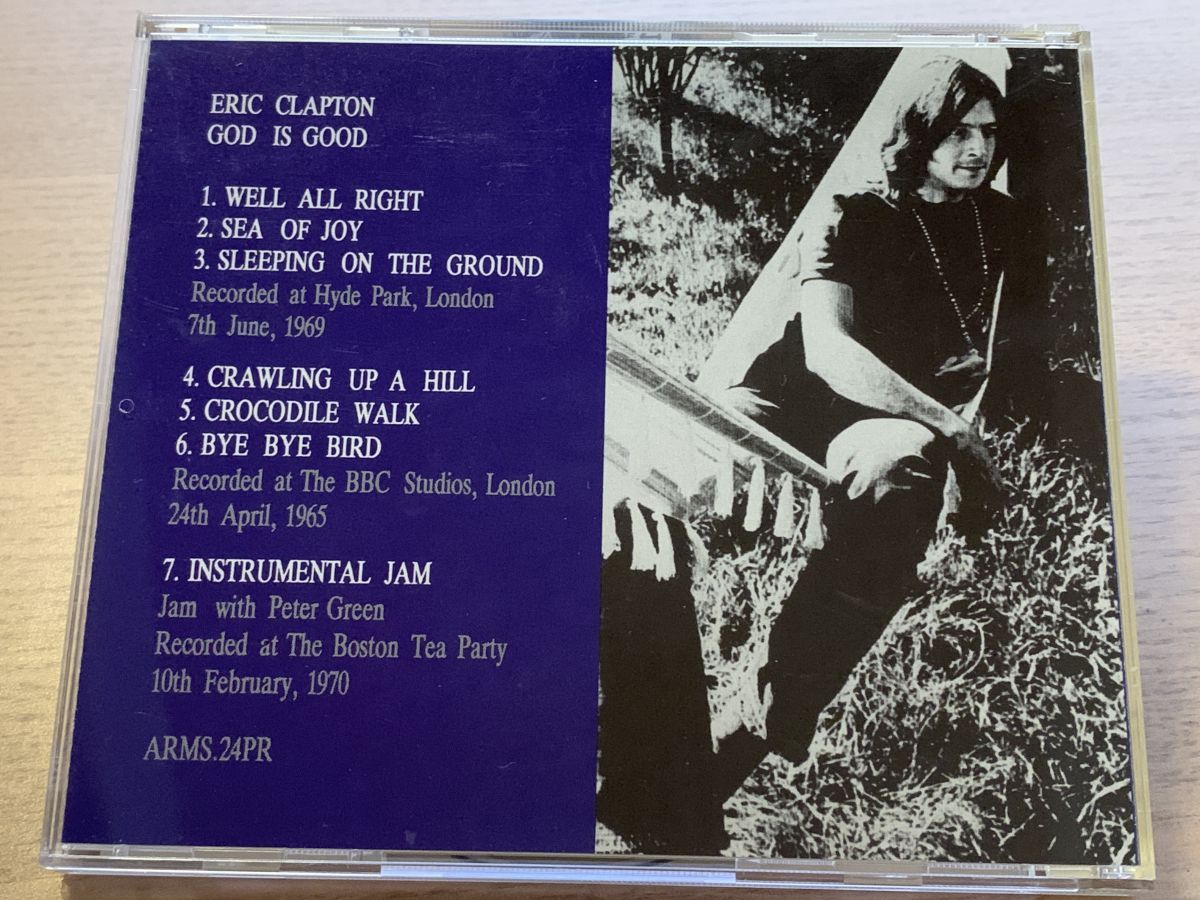 ERIC CLAPTON
GOD IS GOOD
1. WELL ALL RIGHT
2. SEA OF JOY
3. SLEEPING ON THE GROUND
Recorded at Hyde Park, London
7th June, 1969
4. CRAWLING UP A HILL
5. CROCODILE WALK
6. BYE BYE BIRD
Recorded at The BBC Studios, London
24th April, 1965
7. INSTRUMENTAL JAM
Jam with Peter Green
Recorded at The Boston Tea Party
10th February, 1970
ARMS.24PR